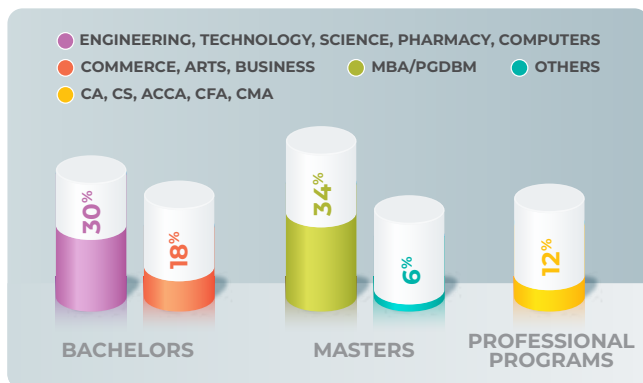 ENGINEERING, TECHNOLOGY, SCIENCE, PHARMACY, COMPUTERS
COMMERCE, ARTS, BUSINESS MBA/PGDBM OTHERS
CA, CS, ACCA, CFA, CMA
30%
18%
34%
6%
12%
BACHELORS
MASTERS
PROFESSIONAL
PROGRAMS